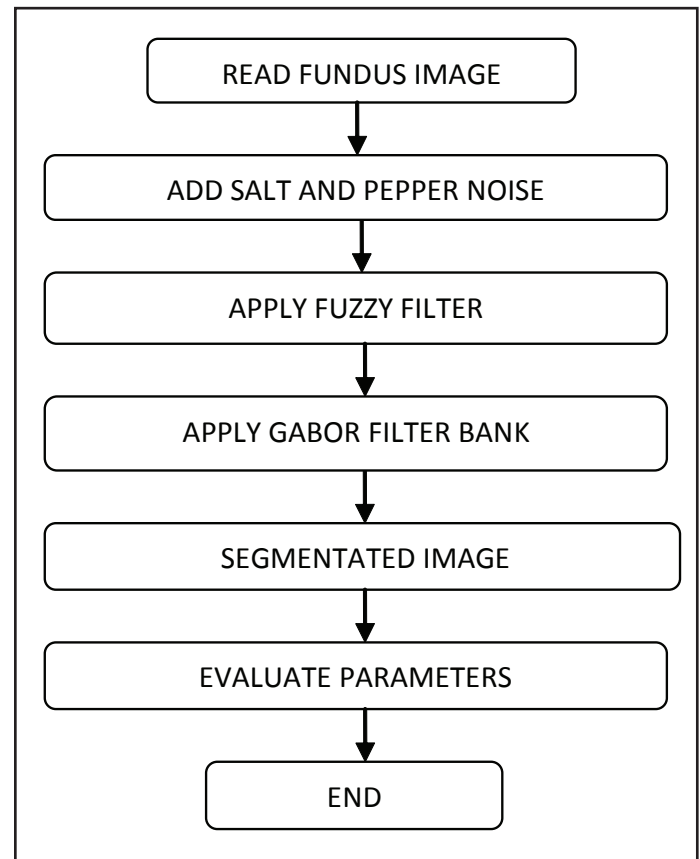 READ FUNDUS IMAGE
ADD SALT AND PEPPER NOISE
APPLY FUZZY FILTER
APPLY GABOR FILTER BANK
SEGMENTATED IMAGE
EVALUATE PARAMETERS
END